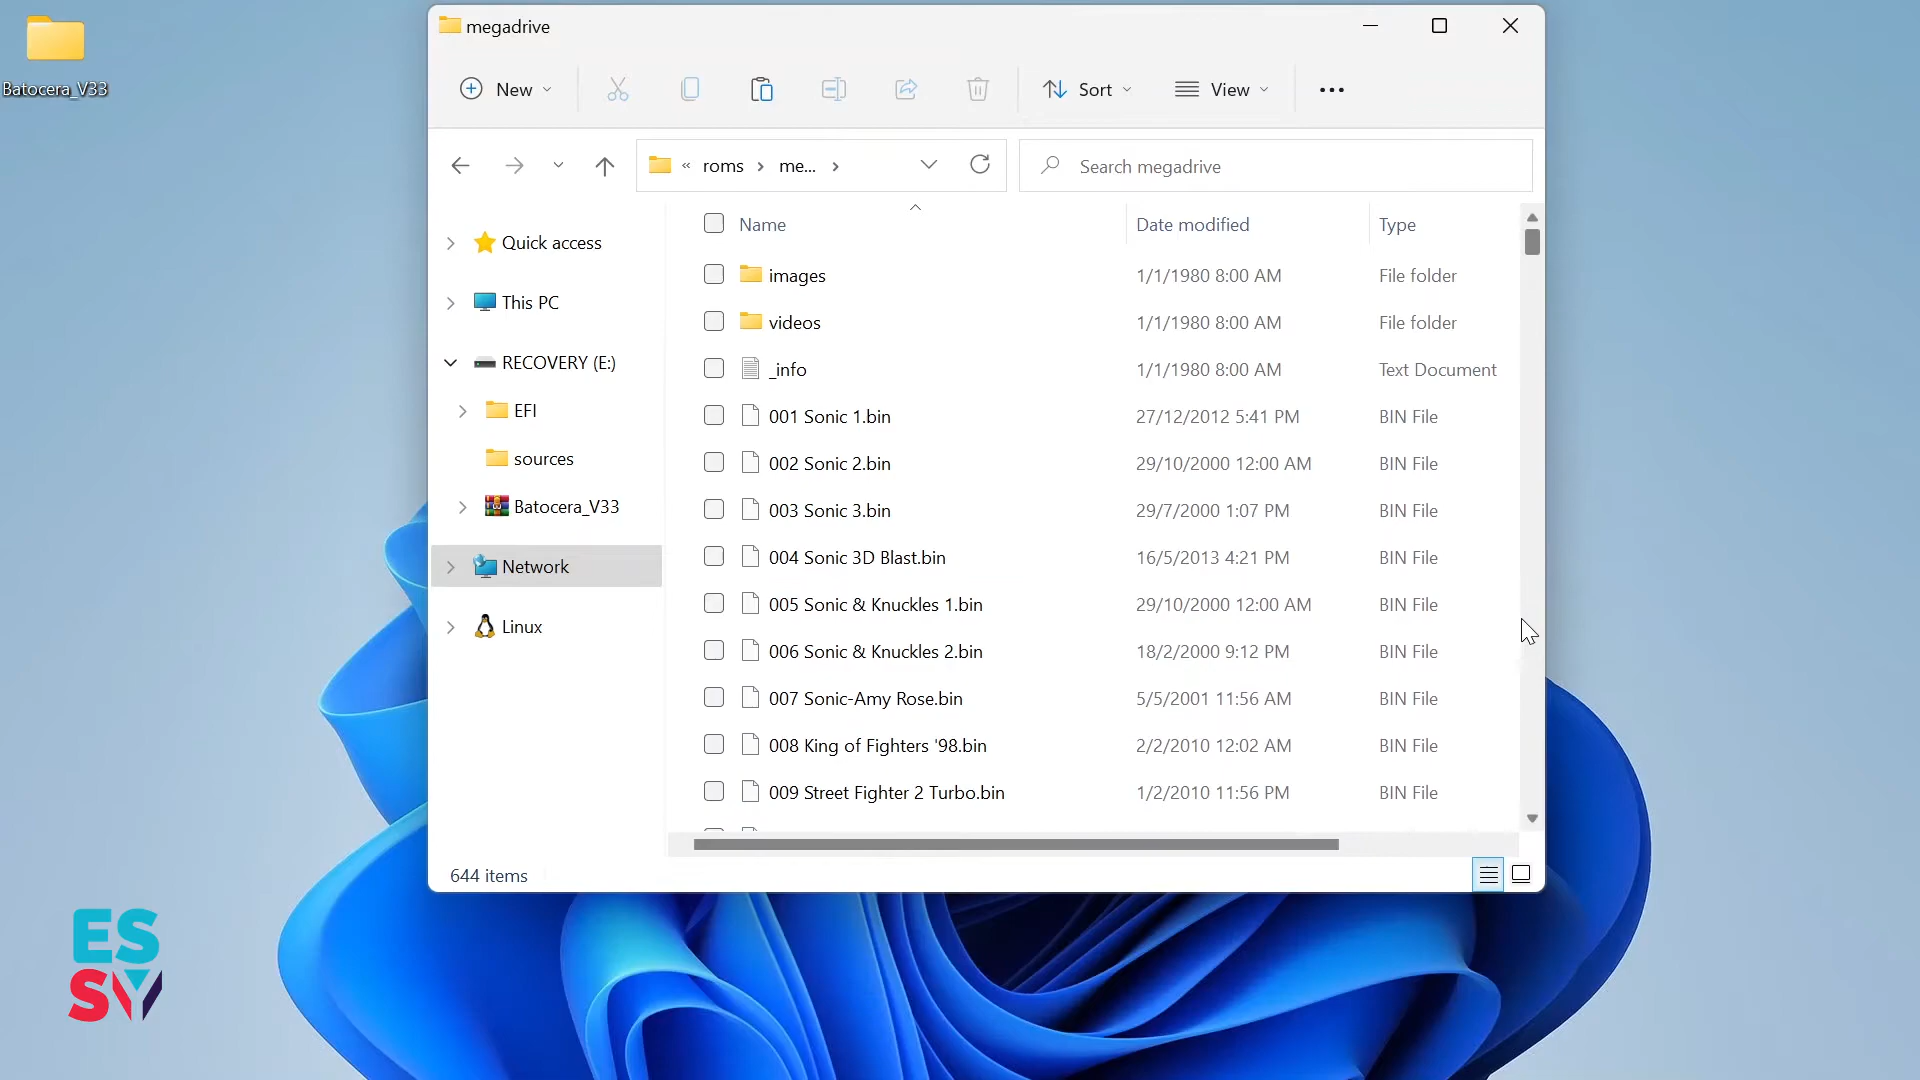 Batocera_V33
megadrive
New
Sort
View
« roms > me... >
Search megadrive
Quick access
This PC
RECOVERY (E:)
EFI
sources
Batocera_V33
Network
Linux
Name Date modified Type
images 1/1/1980 8:00 AM File folder
videos 1/1/1980 8:00 AM File folder
_info 1/1/1980 8:00 AM Text Document
001 Sonic 1.bin 27/12/2012 5:41 PM BIN File
002 Sonic 2.bin 29/10/2000 12:00 AM BIN File
003 Sonic 3.bin 29/7/2000 1:07 PM BIN File
004 Sonic 3D Blast.bin 16/5/2013 4:21 PM BIN File
005 Sonic & Knuckles 1.bin 29/10/2000 12:00 AM BIN File
006 Sonic & Knuckles 2.bin 18/2/2000 9:12 PM BIN File
007 Sonic-Amy Rose.bin 5/5/2001 11:56 AM BIN File
008 King of Fighters '98.bin 2/2/2010 12:02 AM BIN File
009 Street Fighter 2 Turbo.bin 1/2/2010 11:56 PM BIN File
644 items
ES
SY